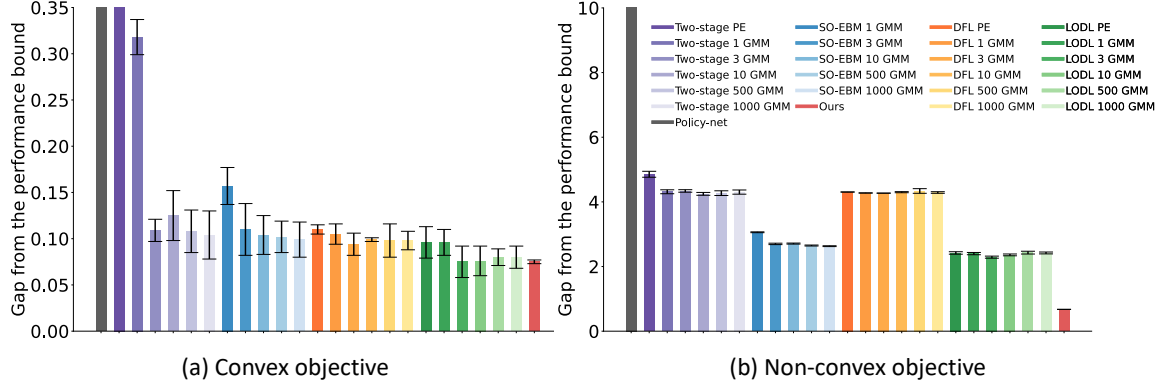 Gap from the performance bound
0.35
0.30
0.25
0.20
0.15
0.10
0.05
0.00
(a) Convex objective
Gap from the performance bound
10
8
6
4
2
0
Two-stage PE
Two-stage 1 GMM
Two-stage 3 GMM
Two-stage 10 GMM
Two-stage 500 GMM
Two-stage 1000 GMM
Policy-net
SO-EBM 1 GMM
SO-EBM 3 GMM
SO-EBM 10 GMM
SO-EBM 500 GMM
SO-EBM 1000 GMM
Ours
DFL PE
DFL 1 GMM
DFL 3 GMM
DFL 10 GMM
DFL 500 GMM
DFL 1000 GMM
LODL PE
LODL 1 GMM
LODL 3 GMM
LODL 10 GMM
LODL 500 GMM
LODL 1000 GMM
(b) Non-convex objective